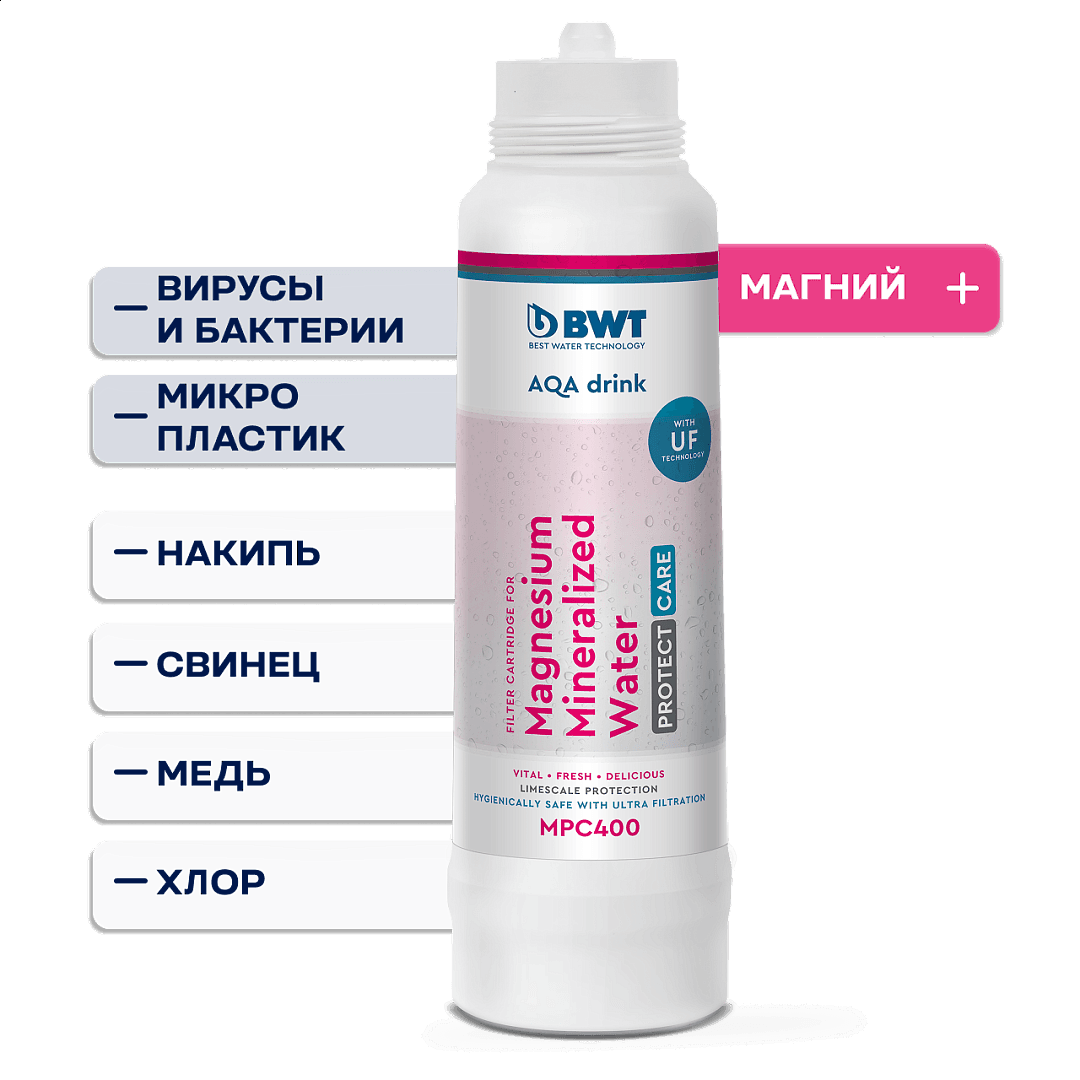 — ВИРУСЫ
И БАКТЕРИИ
— МИКРО
ПЛАСТИК
— НАКИПЬ
— СВИНЕЦ
— МЕДЬ
— ХЛОР
BWT
BEST WATER TECHNOLOGY
AQA drink
WITH
UF
TECHNOLOGY
FILTER CARTRIDGE FOR
Magnesium
Mineralized
Water
PROTECT CARE
VITAL • FRESH • DELICIOUS
LIMESCALE PROTECTION
HYGIENICALLY SAFE WITH ULTRA FILTRATION
MPC400
МАГНИЙ +